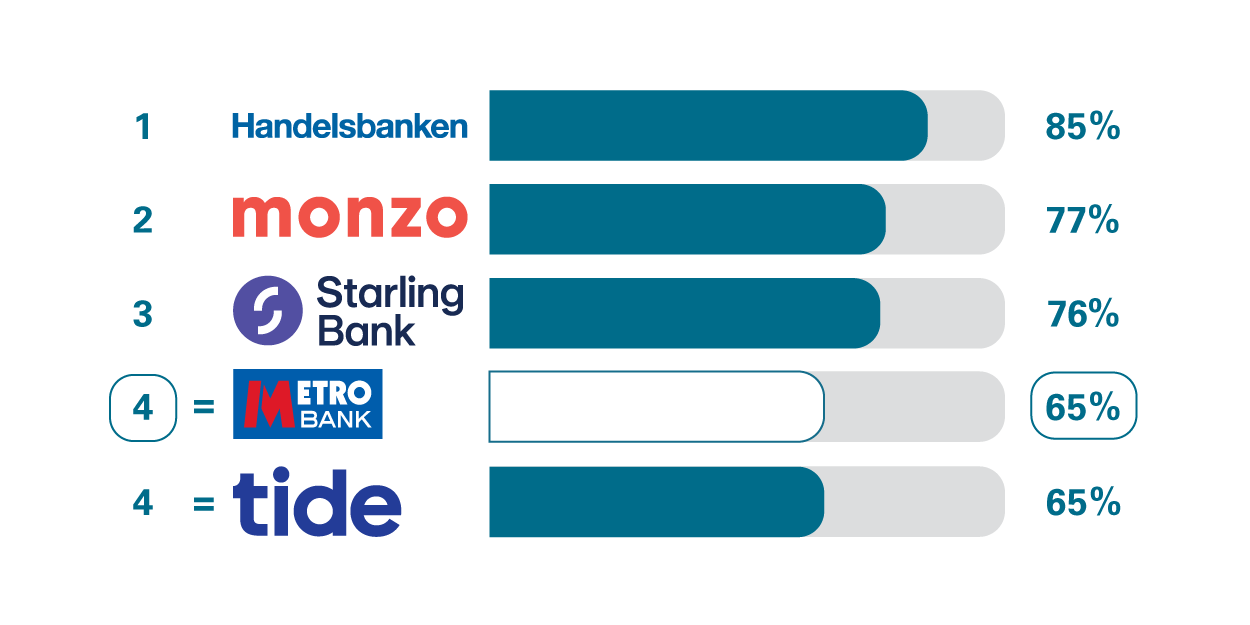 1 Handelsbanken 85%
2 monzo 77%
3 Starling Bank 76%
4 = METRO BANK 65%
4 = tide 65%